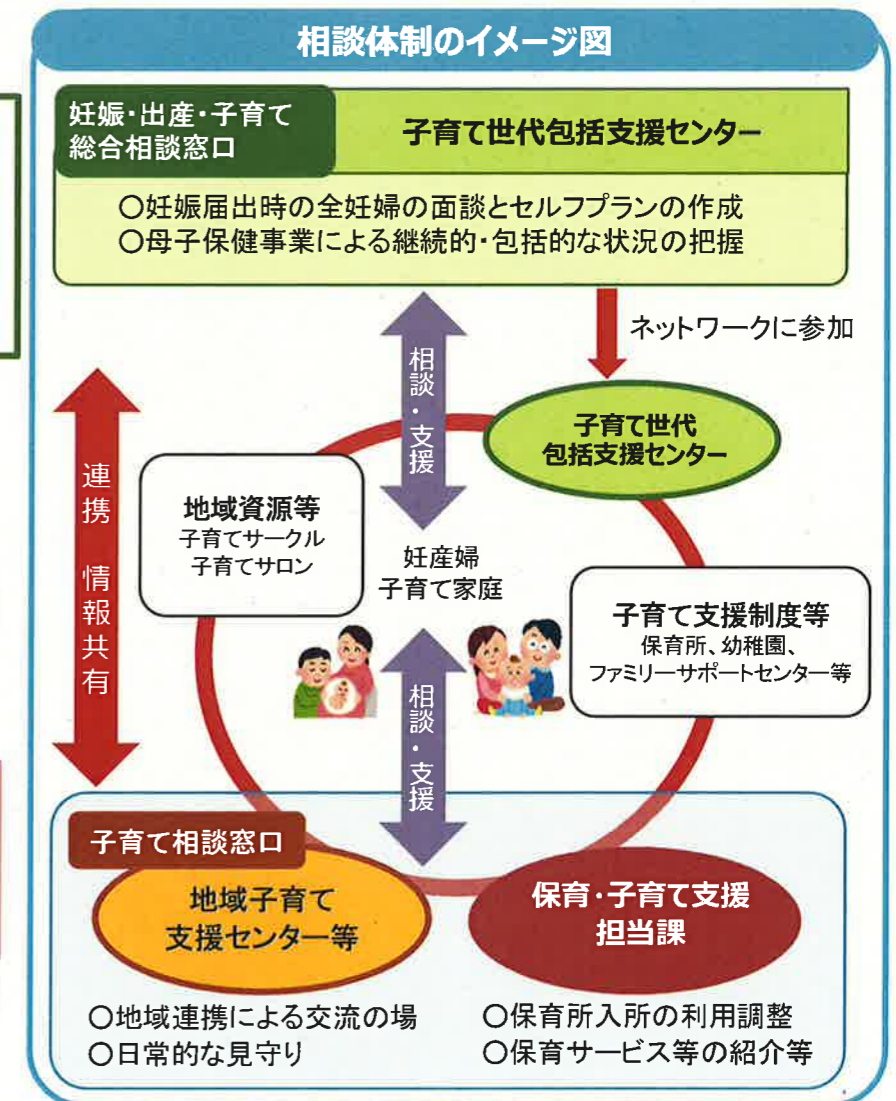 相談体制のイメージ図
妊娠・出産・子育て
総合相談窓口
子育て世代包括支援センター
○妊娠届出時の全妊婦の面談とセルフプランの作成
○母子保健事業による継続的・包括的な状況の把握
ネットワークに参加
相談・支援
子育て世代
包括支援センター
連携 情報共有
地域資源等
子育てサークル
子育てサロン
妊産婦
子育て家庭
子育て支援制度等
保育所、幼稚園、
ファミリーサポートセンター等
相談・支援
子育て相談窓口
地域子育て
支援センター等
保育・子育て支援
担当課
○地域連携による交流の場
○日常的な見守り
○保育所入所の利用調整
○保育サービス等の紹介等